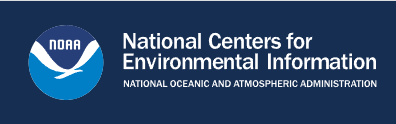 NOAA
National Centers for
Environmental Information
NATIONAL OCEANIC AND ATMOSPHERIC ADMINISTRATION